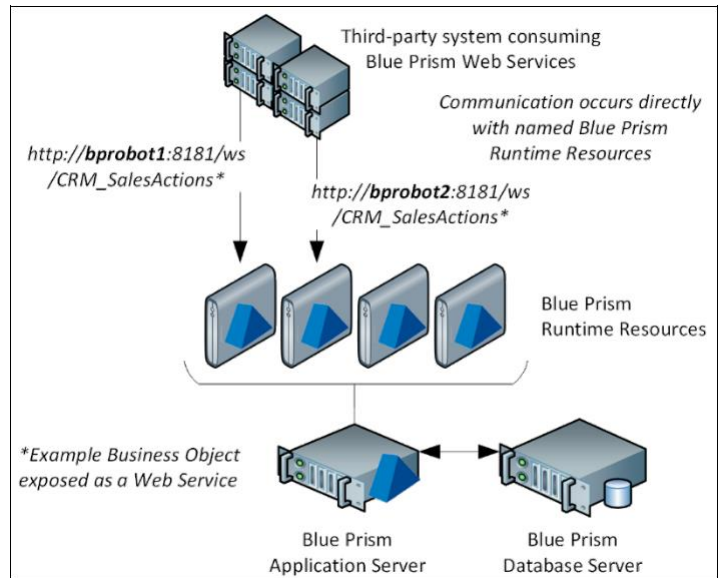 Third-party system consuming
Blue Prism Web Services
Communication occurs directly
with named Blue Prism
Runtime Resources
http://bprobot1:8181/ws
/CRM_SalesActions*
http://bprobot2:8181/ws
/CRM_SalesActions*
Blue Prism
Runtime Resources
*Example Business Object
exposed as a Web Service
Blue Prism
Application Server
Blue Prism
Database Server